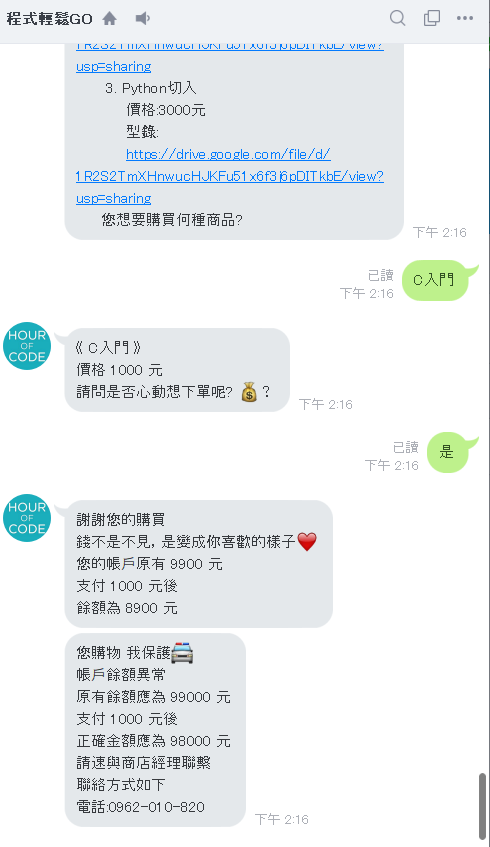 程式輕鬆GO
1R2S2TmXHnwucHJKFu51x6f3J6pDITkbE/view?
usp=sharing
3. Python切入
價格:3000元
型錄:
https://drive.google.com/file/d/
1R2S2TmXHnwucHJKFu51x6f3J6pDITkbE/view?
usp=sharing
您想要購買何種商品?
下午 2:16
已讀
下午 2:16
C入門
HOUR
OF
CODE
《 C入門 》
價格 1000 元
請問是否心動想下單呢? 💰 ?
下午 2:16
已讀
下午 2:16
是
HOUR
OF
CODE
謝謝您的購買
錢不是不見, 是變成你喜歡的樣子❤️
您的帳戶原有 9900 元
支付 1000 元後
餘額為 8900 元
您購物 我保護🚔
帳戶餘額異常
原有餘額應為 99000 元
支付 1000 元後
正確金額應為 98000 元
請速與商店經理聯繫
聯絡方式如下
電話:0962-010-820
下午 2:16